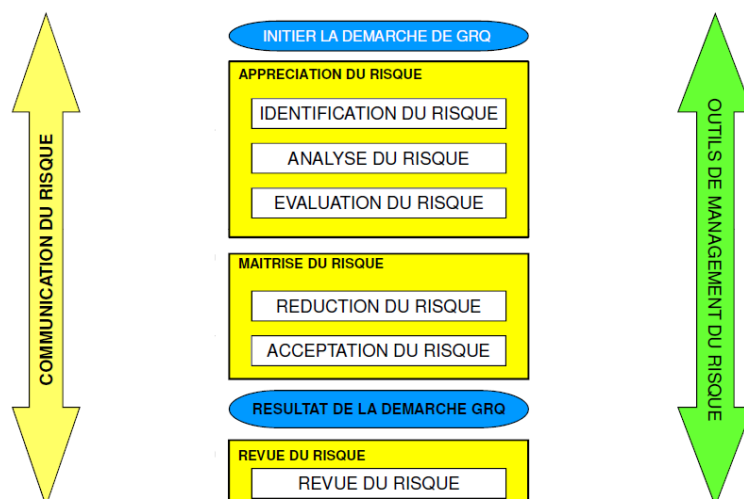 INITIER LA DEMARCHE DE GRQ
APPRECIATION DU RISQUE
IDENTIFICATION DU RISQUE
ANALYSE DU RISQUE
EVALUATION DU RISQUE
MAITRISE DU RISQUE
REDUCTION DU RISQUE
ACCEPTATION DU RISQUE
RESULTAT DE LA DEMARCHE GRQ
REVUE DU RISQUE
REVUE DU RISQUE
COMMUNICATION DU RISQUE
OUTILS DE MANAGEMENT DU RISQUE